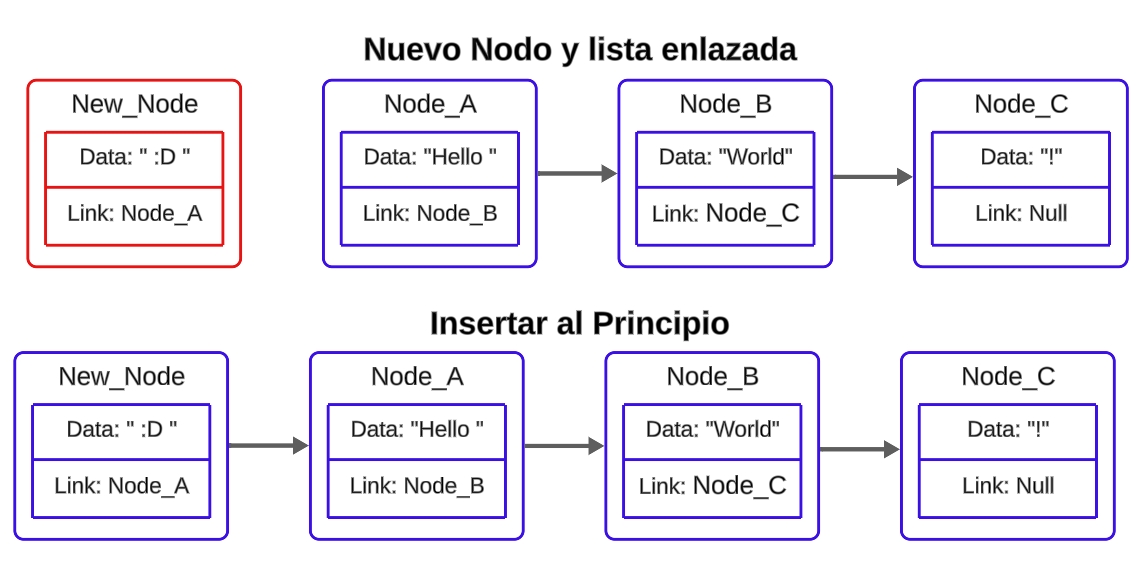 Nuevo Nodo y lista enlazada
New_Node
Data: " :D "
Link: Node_A
Node_A
Data: "Hello "
Link: Node_B
Node_B
Data: "World"
Link: Node_C
Node_C
Data: "!"
Link: Null
Insertar al Principio
New_Node
Data: " :D "
Link: Node_A
Node_A
Data: "Hello "
Link: Node_B
Node_B
Data: "World"
Link: Node_C
Node_C
Data: "!"
Link: Null